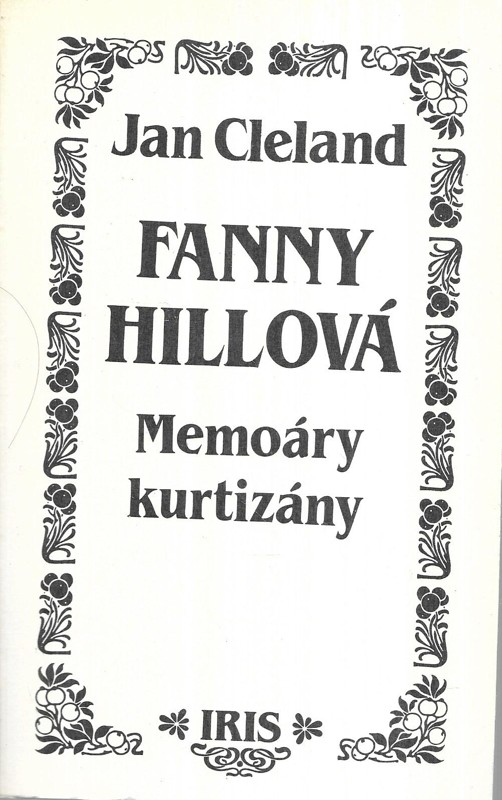 Jan Cleland
FANNY
HILLOVÁ
Memoáry
kurtizány
* IRIS *